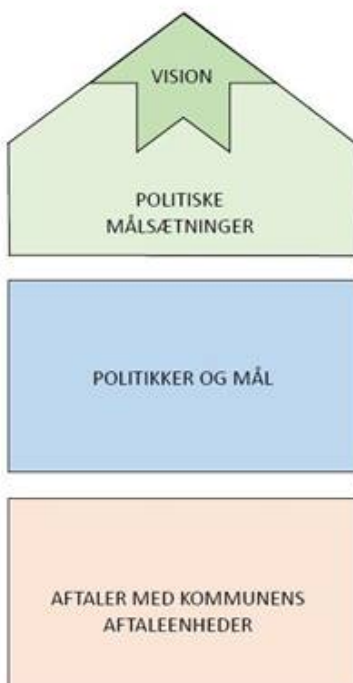 VISION
POLITISKE
MÅLSÆTNINGER
POLITIKKER OG MÅL
AFTALER MED KOMMUNENS
AFTALEENHEDER